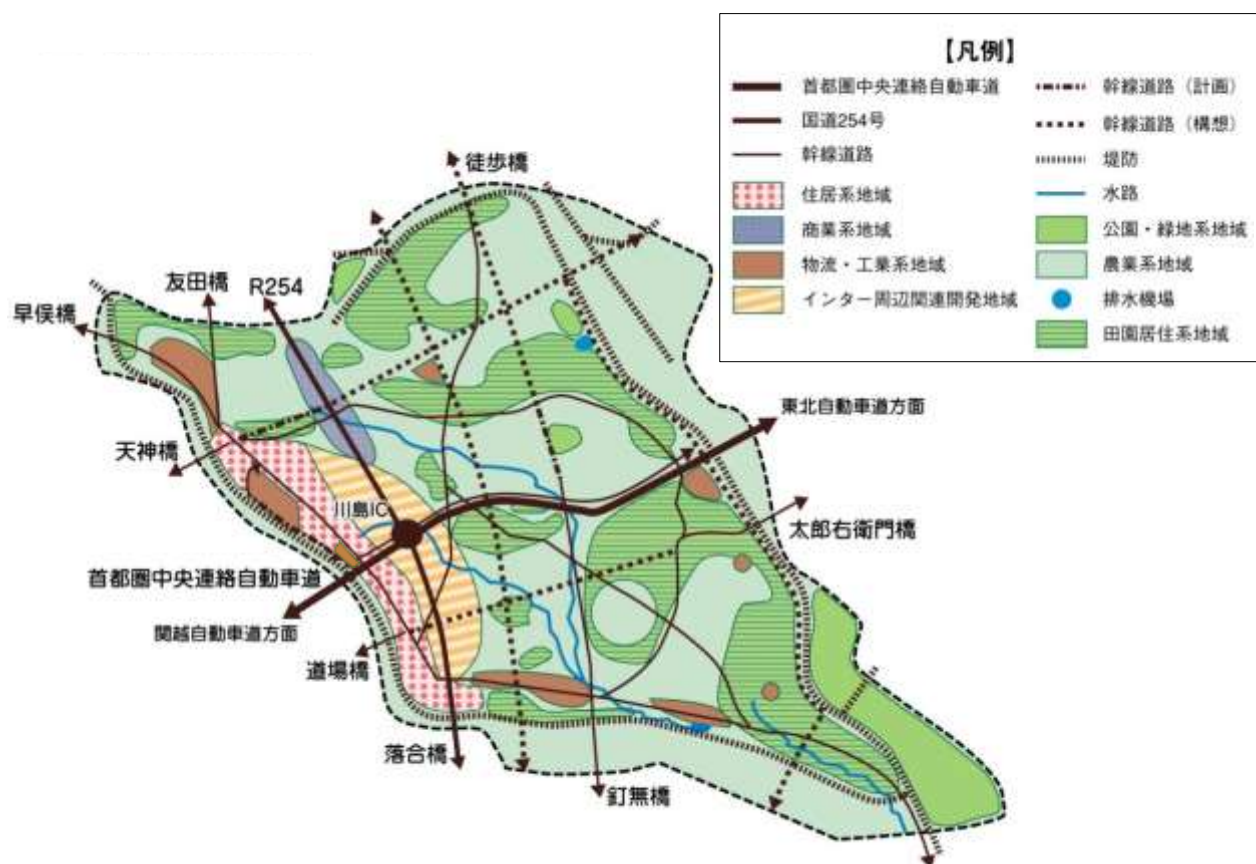 【凡例】
首都圏中央連絡自動車道
国道254号
幹線道路
住居系地域
商業系地域
物流・工業系地域
インター周辺関連開発地域
幹線道路（計画）
幹線道路（構想）
堤防
水路
公園・緑地系地域
農業系地域
排水機場
田園居住系地域
徒歩橋
友田橋
R254
早俣橋
天神橋
東北自動車道方面
川島IC
太郎右衛門橋
首都圏中央連絡自動車道
関越自動車道方面
道場橋
落合橋
釘無橋